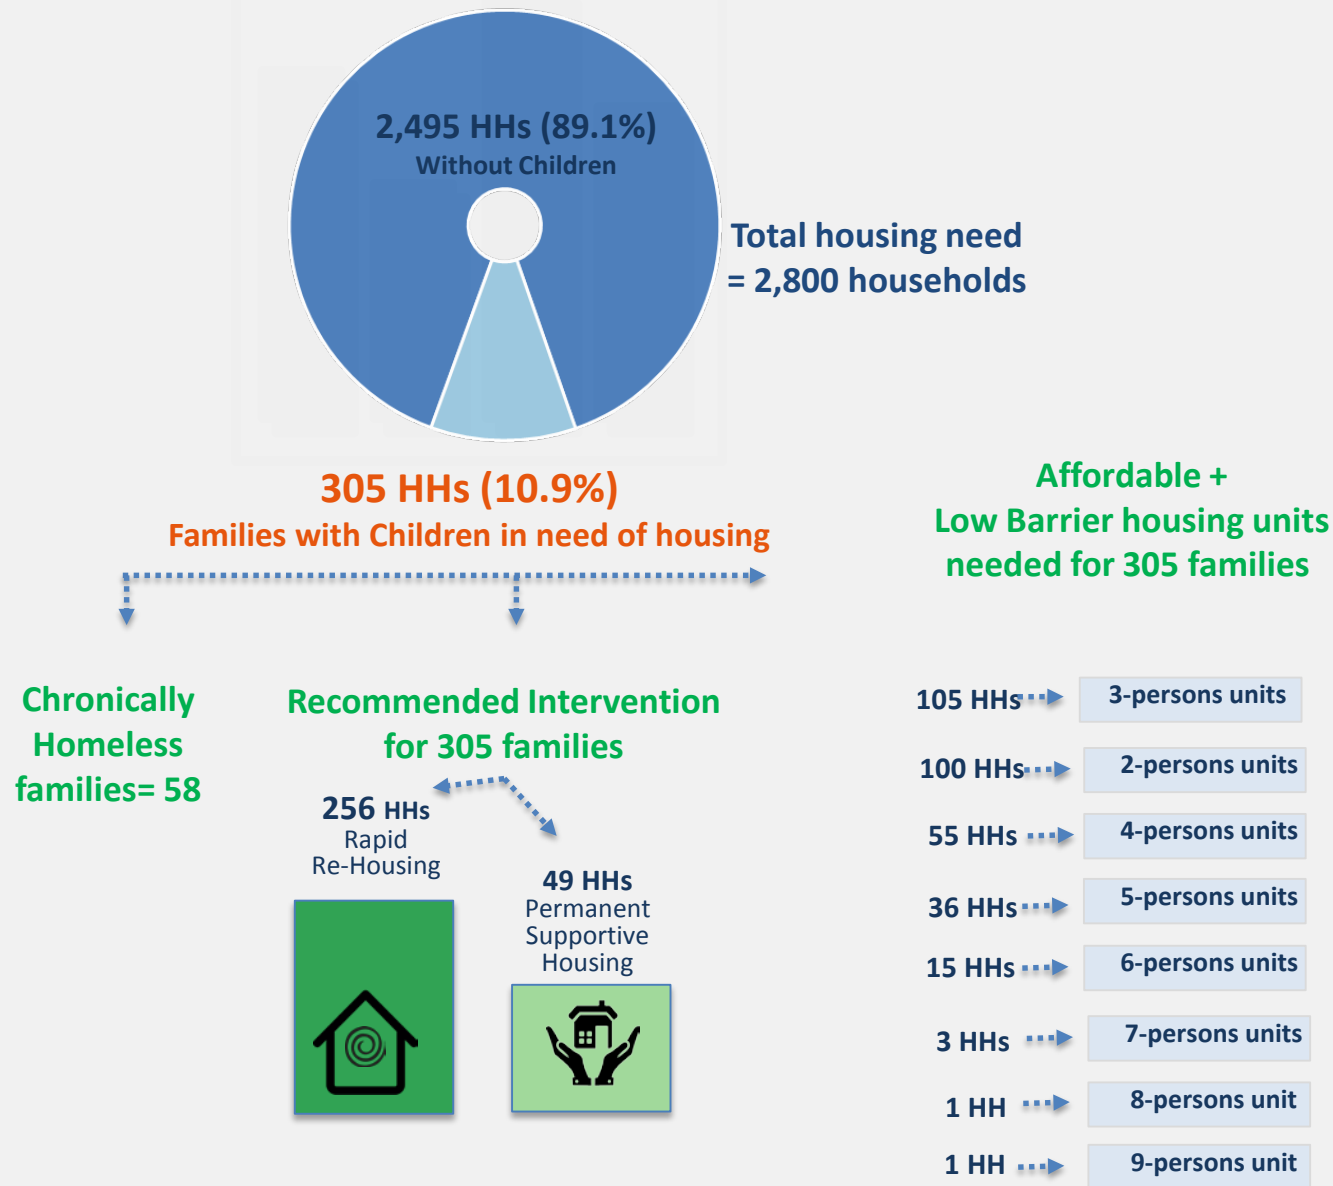 2,495 HHs (89.1%)
Without Children
Total housing need
= 2,800 households
305 HHs (10.9%)
Families with Children in need of housing
Chronically
Homeless
families= 58
Recommended Intervention
for 305 families
256 HHs
Rapid
Re-Housing
49 HHs
Permanent
Supportive
Housing
Affordable +
Low Barrier housing units
needed for 305 families
105 HHs 3-persons units
100 HHs 2-persons units
55 HHs 4-persons units
36 HHs 5-persons units
15 HHs 6-persons units
3 HHs 7-persons units
1 HH 8-persons unit
1 HH 9-persons unit